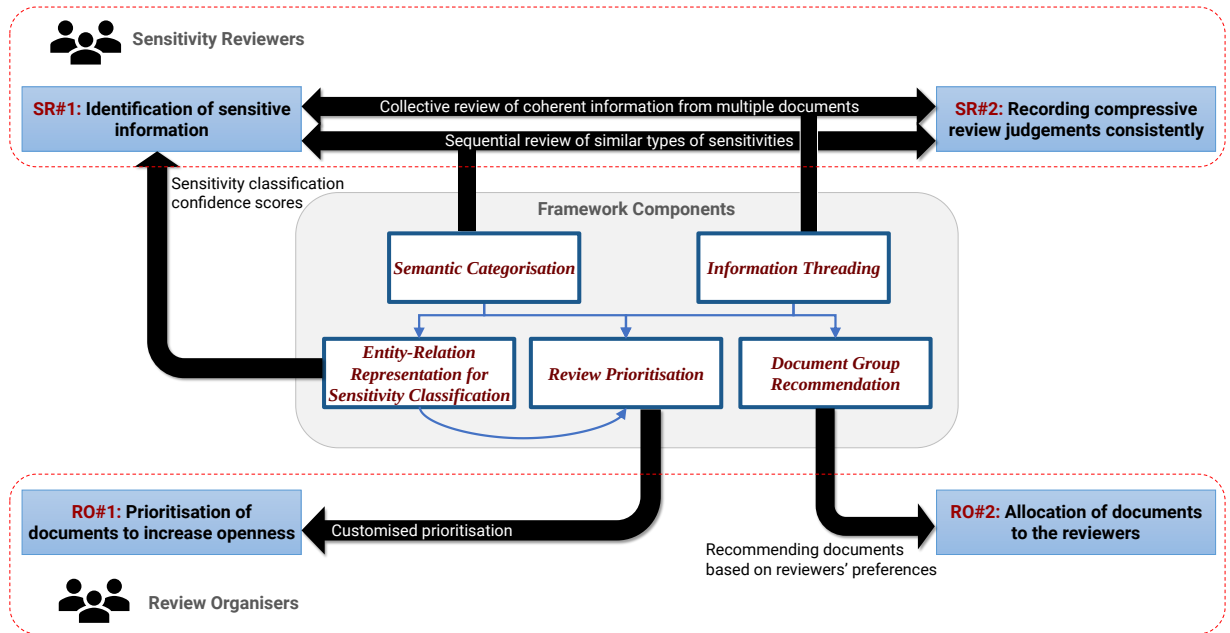 Sensitivity Reviewers
SR#1: Identification of sensitive
information
Collective review of coherent information from multiple documents
Sequential review of similar types of sensitivities
SR#2: Recording compressive
review judgements consistently
Sensitivity classification
confidence scores
Framework Components
Semantic Categorisation
Information Threading
Entity-Relation
Representation for
Sensitivity Classification
Review Prioritisation
Document Group
Recommendation
RO#1: Prioritisation of
documents to increase openness
Customised prioritisation
RO#2: Allocation of documents
to the reviewers
Recommending documents
based on reviewers’ preferences
Review Organisers